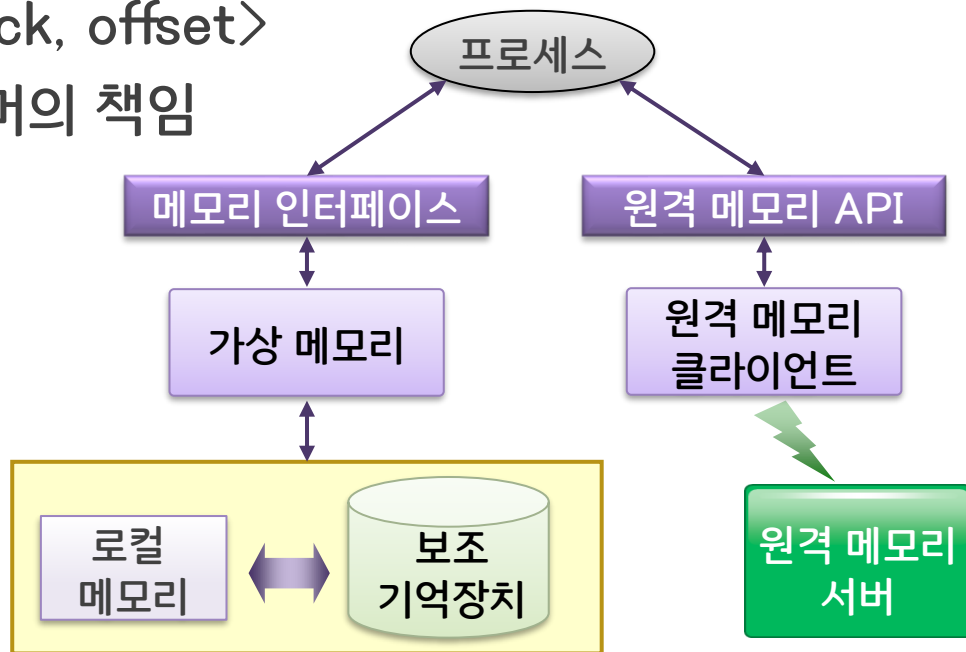 ck, offset>
프로세스
의 책임
메모리 인터페이스
원격 메모리 API
가상 메모리
원격 메모리
클라이언트
로컬
메모리
보조
기억장치
원격 메모리
서버